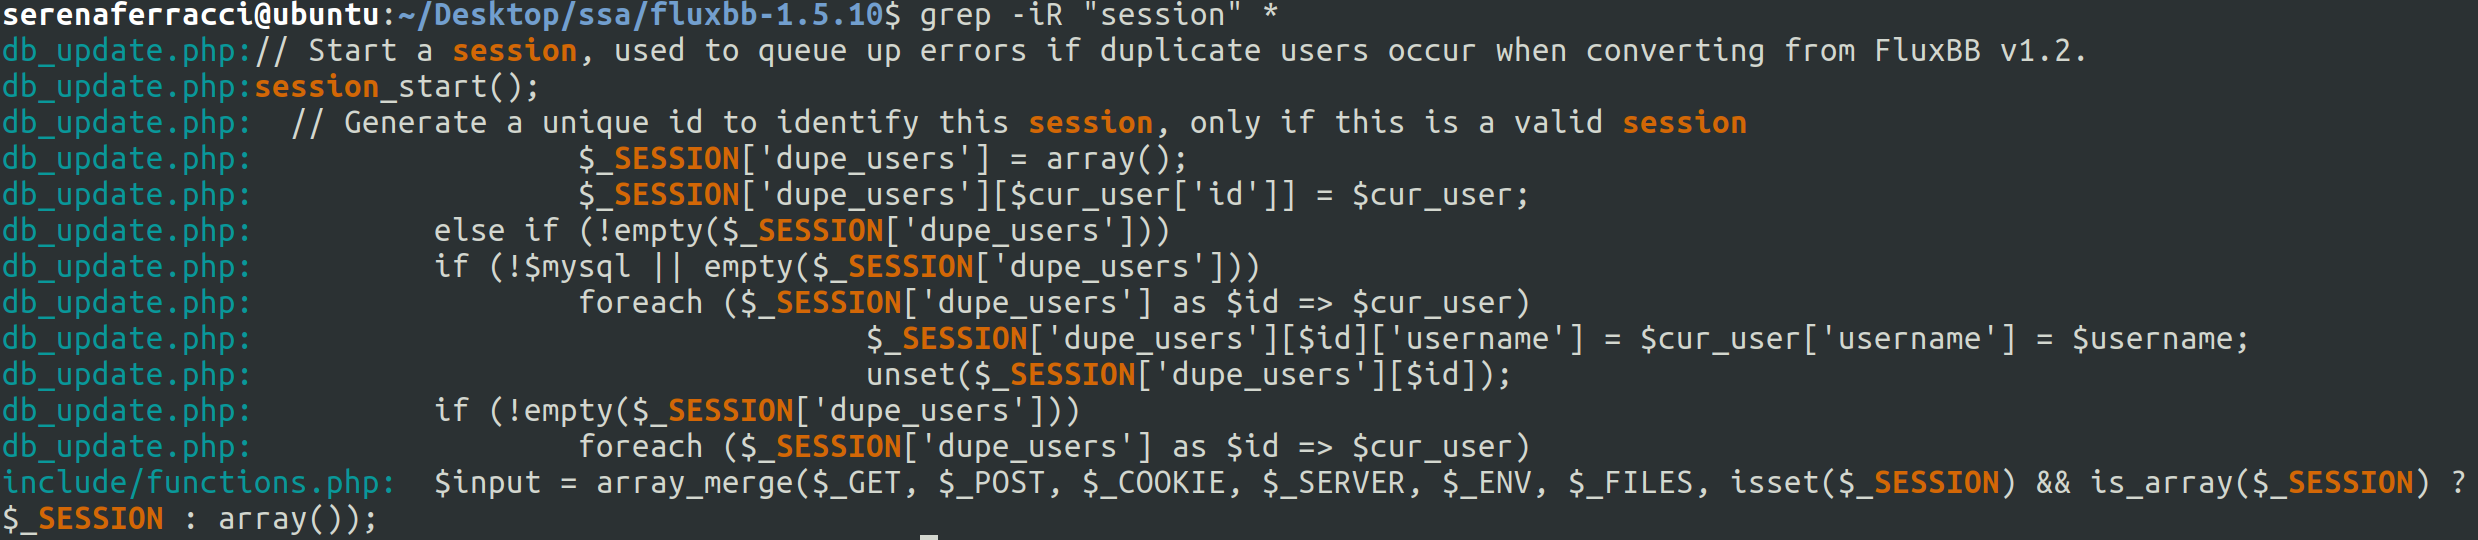 serenaferracci@ubuntu:~/Desktop/ssa/fluxbb-1.5.10$ grep -iR "session" *
db_update.php:// Start a session, used to queue up errors if duplicate users occur when converting from FluxBB v1.2.
db_update.php:session_start();
db_update.php:  // Generate a unique id to identify this session, only if this is a valid session
db_update.php:                  $_SESSION['dupe_users'] = array();
db_update.php:                  $_SESSION['dupe_users'][$cur_user['id']] = $cur_user;
db_update.php:          else if (!empty($_SESSION['dupe_users']))
db_update.php:          if (!$mysql || empty($_SESSION['dupe_users']))
db_update.php:                  foreach ($_SESSION['dupe_users'] as $id => $cur_user)
db_update.php:                                  $_SESSION['dupe_users'][$id]['username'] = $cur_user['username'] = $username;
db_update.php:                                  unset($_SESSION['dupe_users'][$id]);
db_update.php:          if (!empty($_SESSION['dupe_users']))
db_update.php:                  foreach ($_SESSION['dupe_users'] as $id => $cur_user)
include/functions.php:  $input = array_merge($_GET, $_POST, $_COOKIE, $_SERVER, $_ENV, $_FILES, isset($_SESSION) && is_array($_SESSION) ?
$_SESSION : array());